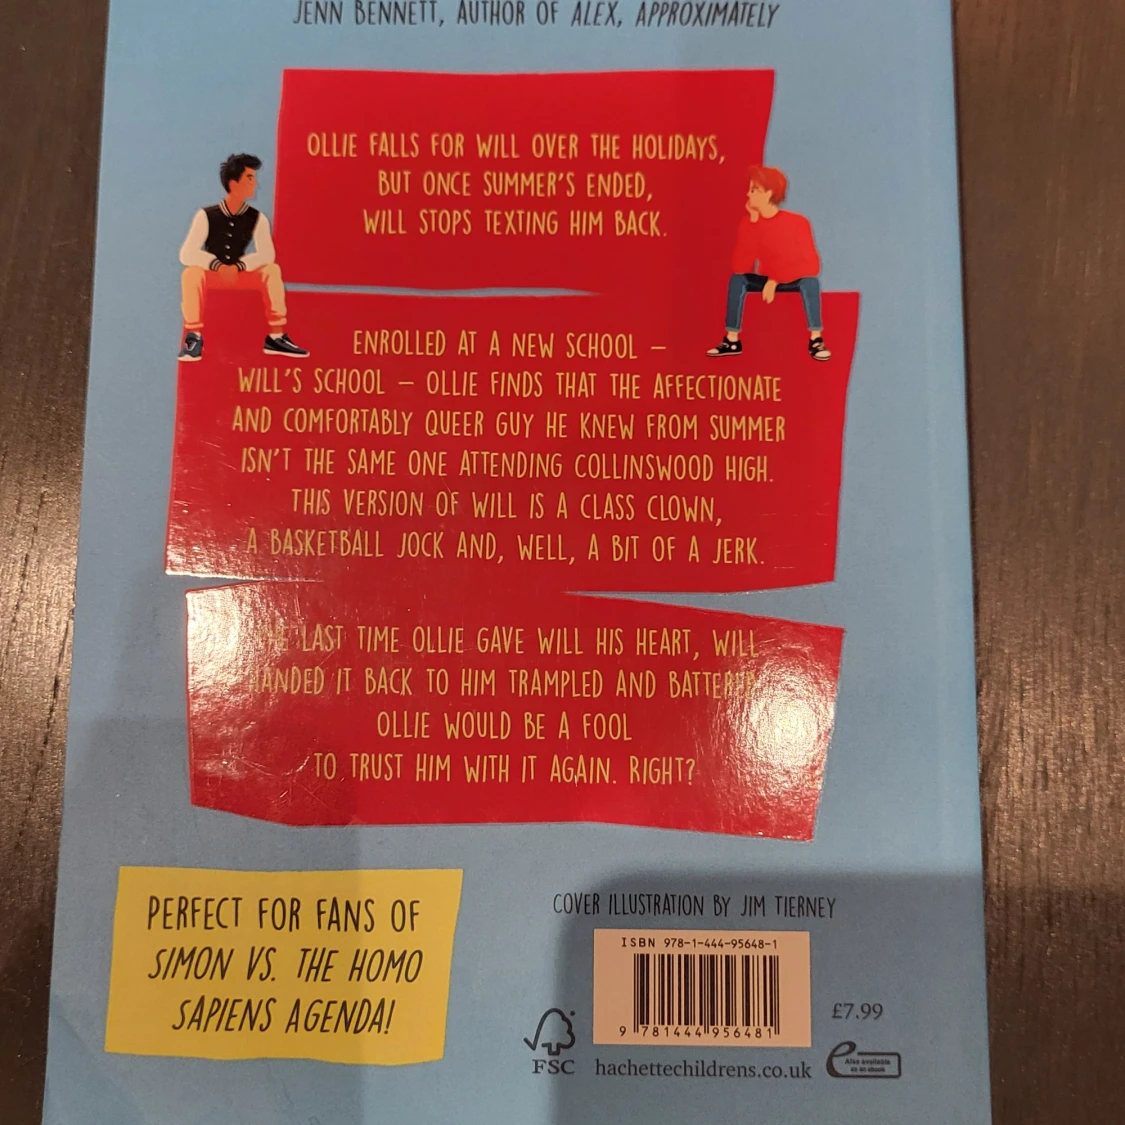 JENN BENNETT, AUTHOR OF ALEX, APPROXIMATELY
OLLIE FALLS FOR WILL OVER THE HOLIDAYS,
BUT ONCE SUMMER'S ENDED,
WILL STOPS TEXTING HIM BACK.
ENROLLED AT A NEW SCHOOL –
WILL'S SCHOOL – OLLIE FINDS THAT THE AFFECTIONATE
AND COMFORTABLY QUEER GUY HE KNEW FROM SUMMER
ISN'T THE SAME ONE ATTENDING COLLINSWOOD HIGH.
THIS VERSION OF WILL IS A CLASS CLOWN,
A BASKETBALL JOCK AND, WELL, A BIT OF A JERK.
THE LAST TIME OLLIE GAVE WILL HIS HEART, WILL
HANDED IT BACK TO HIM TRAMPLED AND
OLLIE WOULD BE A FOOL
TO TRUST HIM WITH IT AGAIN. RIGHT?
PERFECT FOR FANS OF
SIMON VS. THE HOMO
SAPIENS AGENDA!
COVER ILLUSTRATION BY JIM TIERNEY
ISBN 978-1-444-95648-1
9 781444 956481
£7.99
FSC
hachettechildrens.co.uk
e
Also available
as an ebook